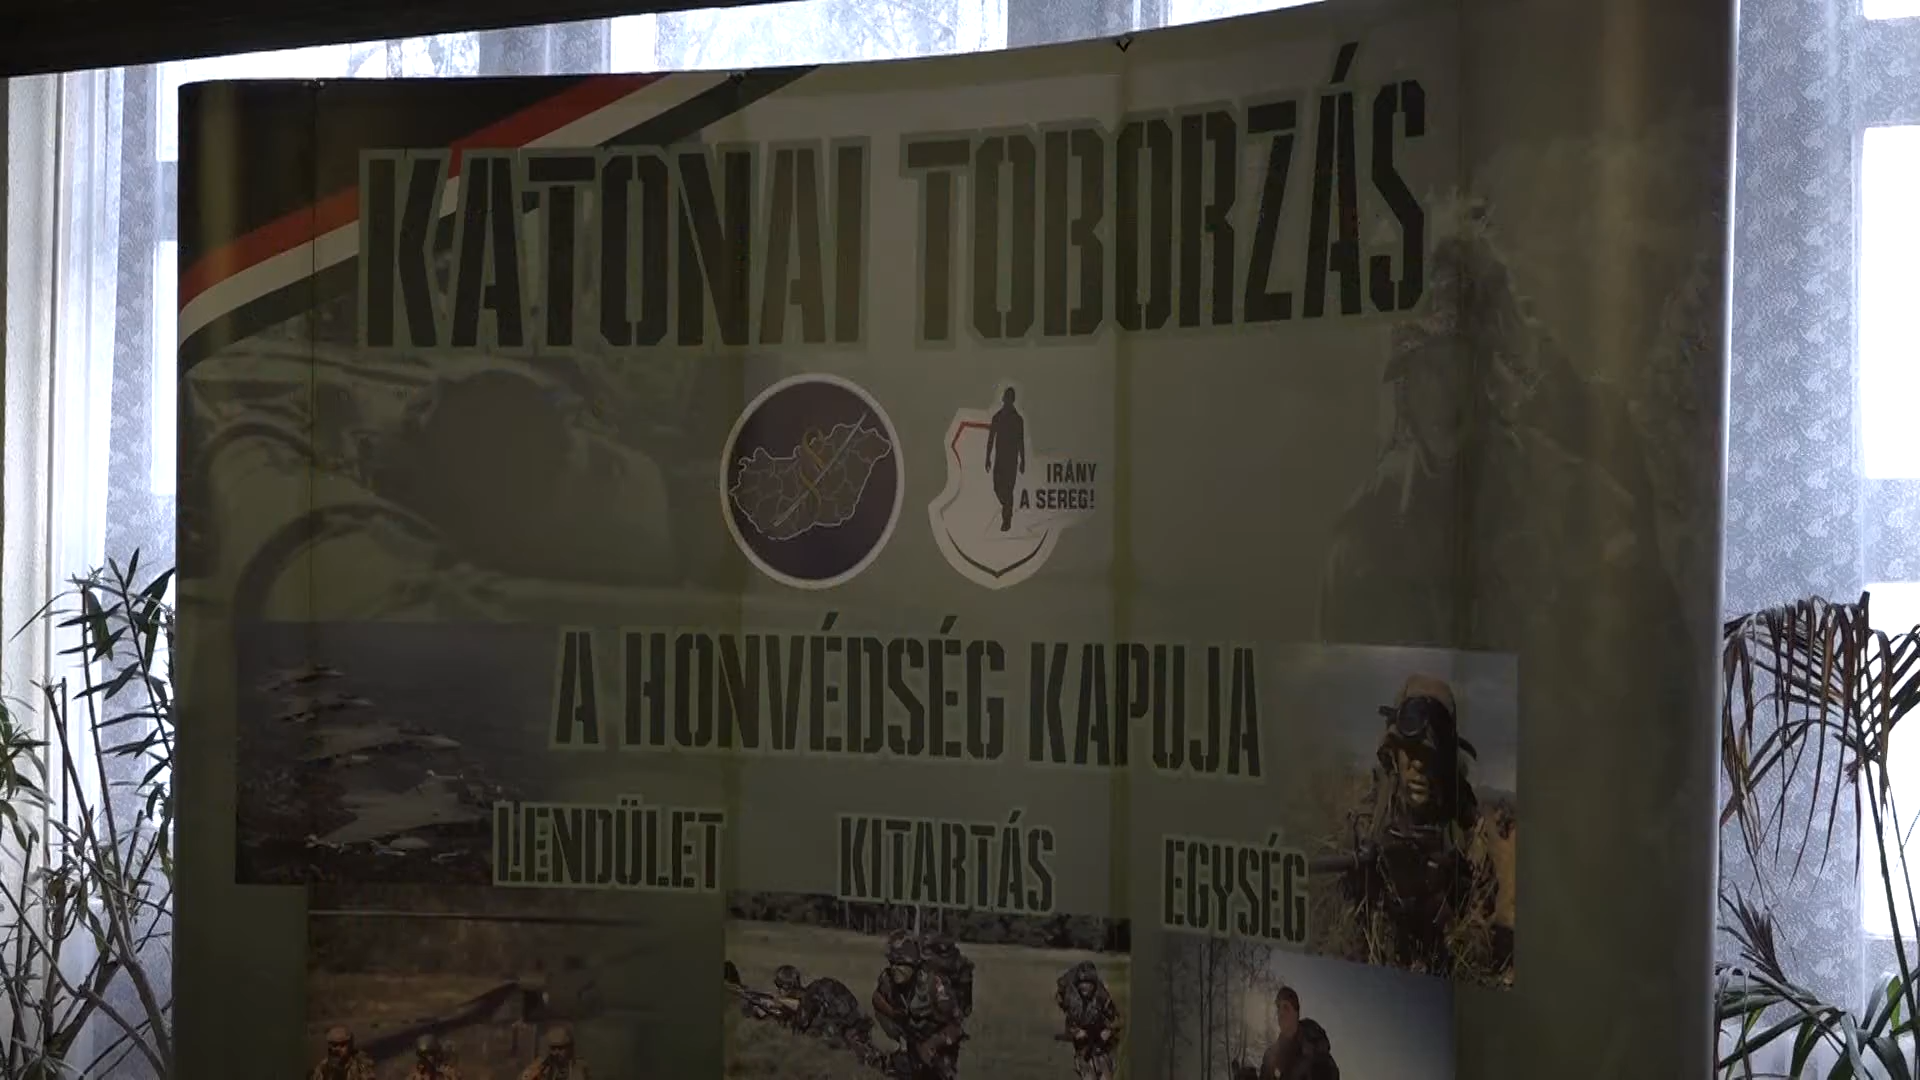 KATONAI TOBORZÁS
IRÁNY
A SEREG!
A HONVÉDSÉG KAPUJA
LENDÜLET
KITARTÁS
EGYSÉG